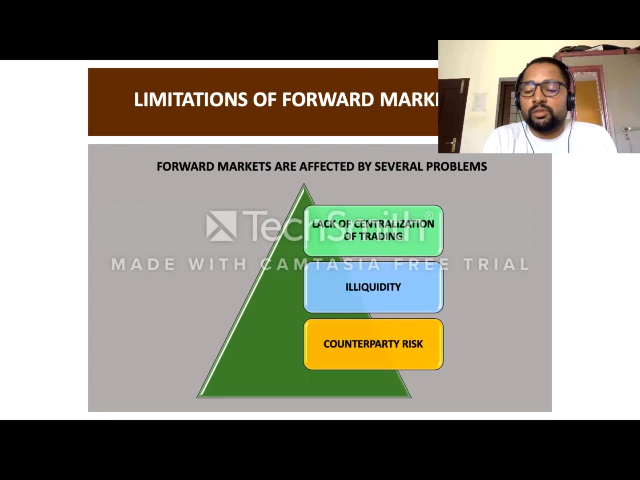 LIMITATIONS OF FORWARD
FORWARD MARKETS ARE AFFECTED BY SEVERAL PROBLEMS
LACK OF CENTRALIZATION
OF TRADING
TechSmith®
MADE WITH CAMTASIA FREE TRIAL
ILLIQUIDITY
COUNTERPARTY RISK